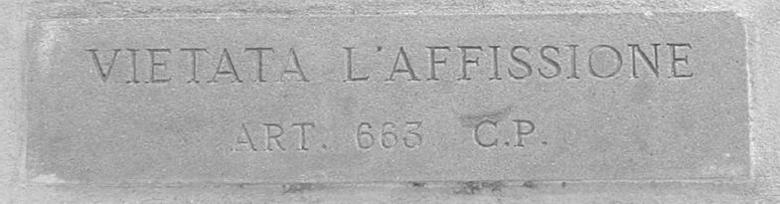 VIETATA L'AFFISSIONE
ART. 663 C.P.